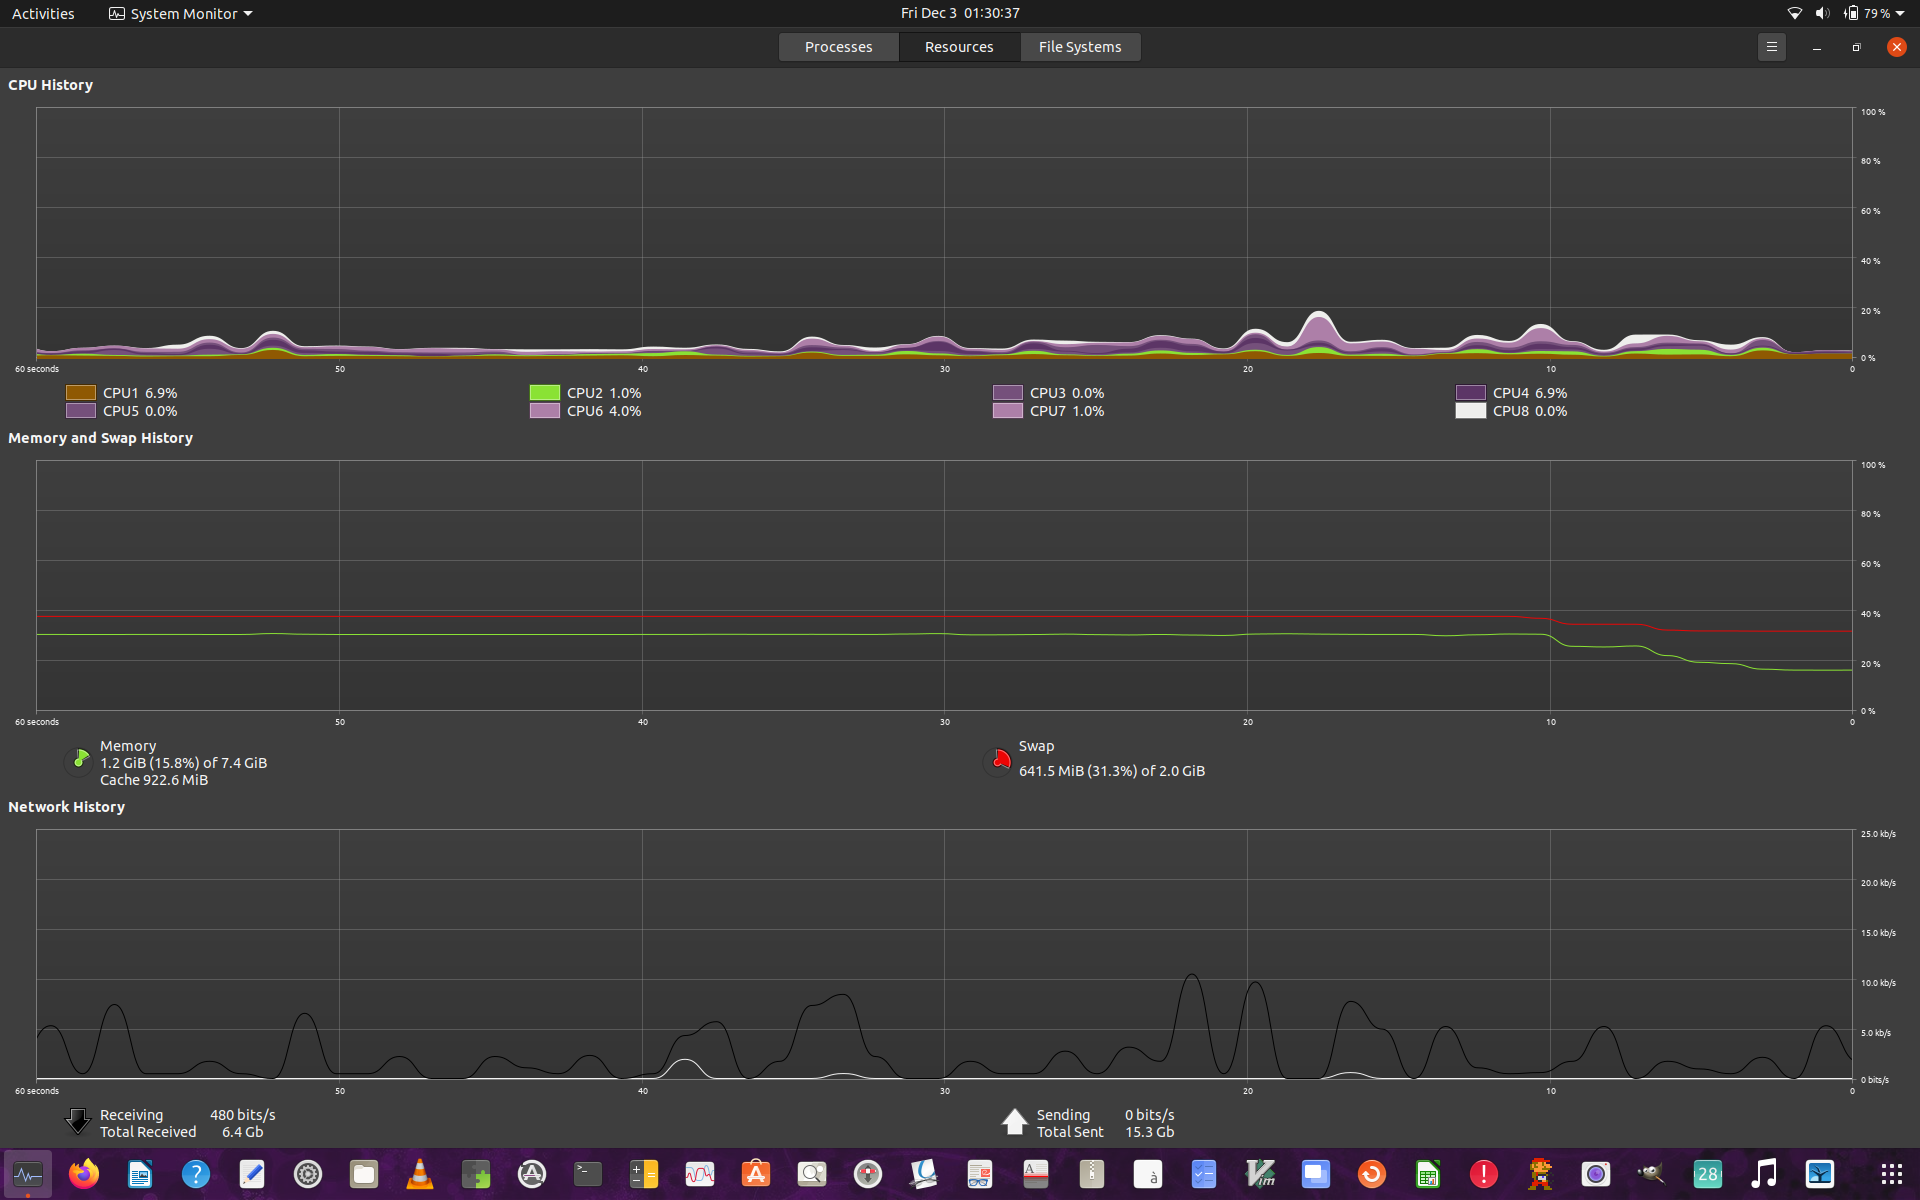 Activities System Monitor Fri Dec 3 01:30:37 79 %
Processes Resources File Systems
CPU History
100 %
80 %
60 %
40 %
20 %
0 %
60 seconds 50 40 30 20 10 0
CPU1 6.9% CPU2 1.0% CPU3 0.0% CPU4 6.9%
CPU5 0.0% CPU6 4.0% CPU7 1.0% CPU8 0.0%
Memory and Swap History
100 %
80 %
60 %
40 %
20 %
0 %
60 seconds 50 40 30 20 10 0
Memory
1.2 GiB (15.8%) of 7.4 GiB
Cache 922.6 MiB
Swap
641.5 MiB (31.3%) of 2.0 GiB
Network History
25.0 kb/s
20.0 kb/s
15.0 kb/s
10.0 kb/s
5.0 kb/s
0 bits/s
60 seconds 50 40 30 20 10 0
Receiving 480 bits/s
Total Received 6.4 Gb
Sending 0 bits/s
Total Sent 15.3 Gb
28